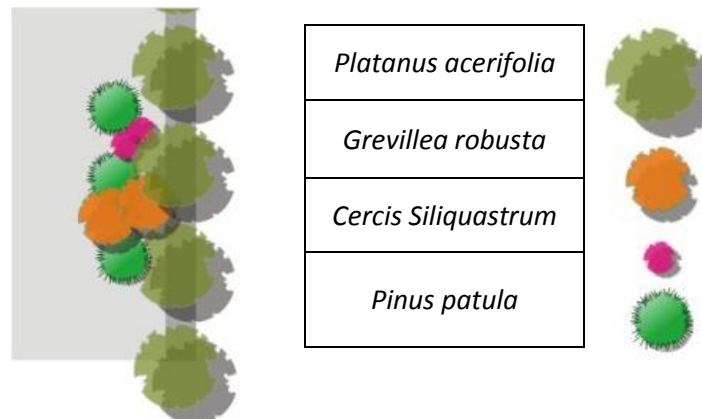 Platanus acerifolia
Grevillea robusta
Cercis Siliquastrum
Pinus patula